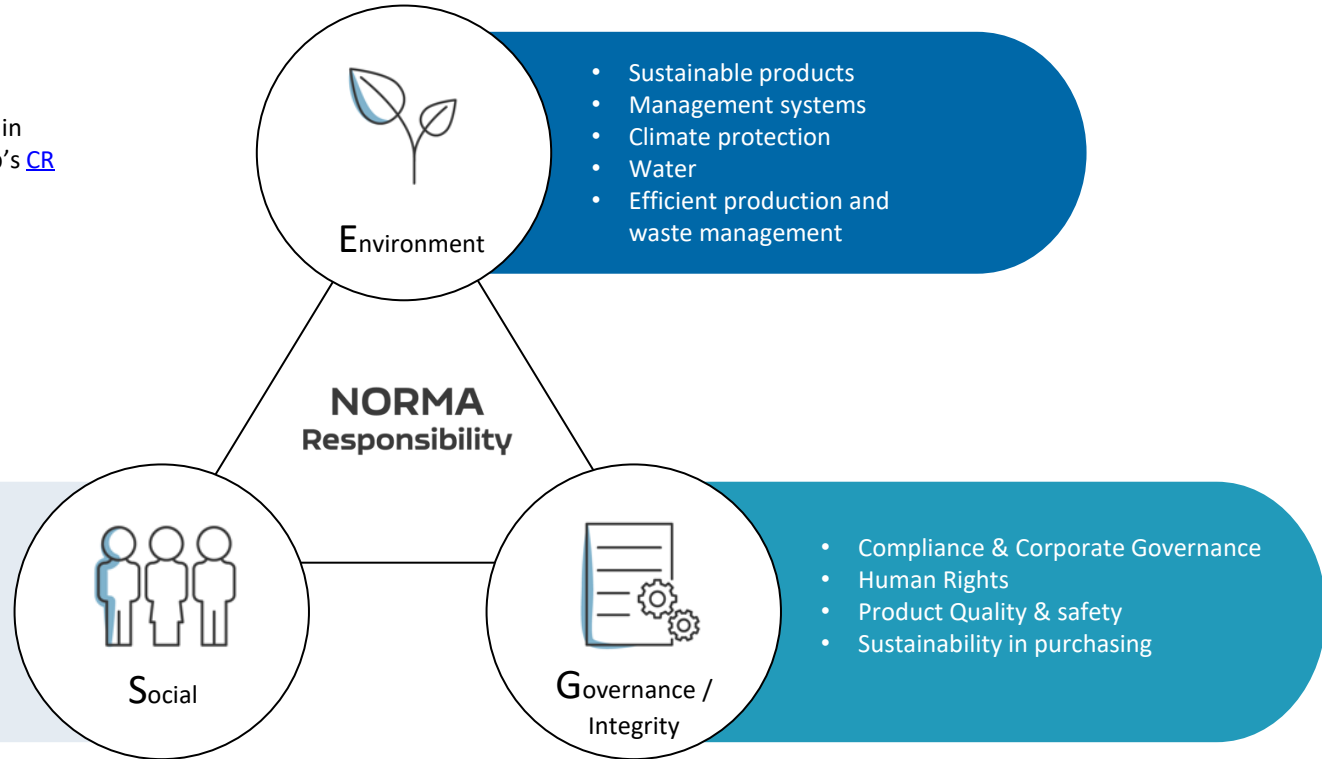 in
o's CR
• Sustainable products
• Management systems
• Climate protection
• Water
• Efficient production and
waste management
Environment
NORMA
Responsibility
Social
Governance /
Integrity
• Compliance & Corporate Governance
• Human Rights
• Product Quality & safety
• Sustainability in purchasing